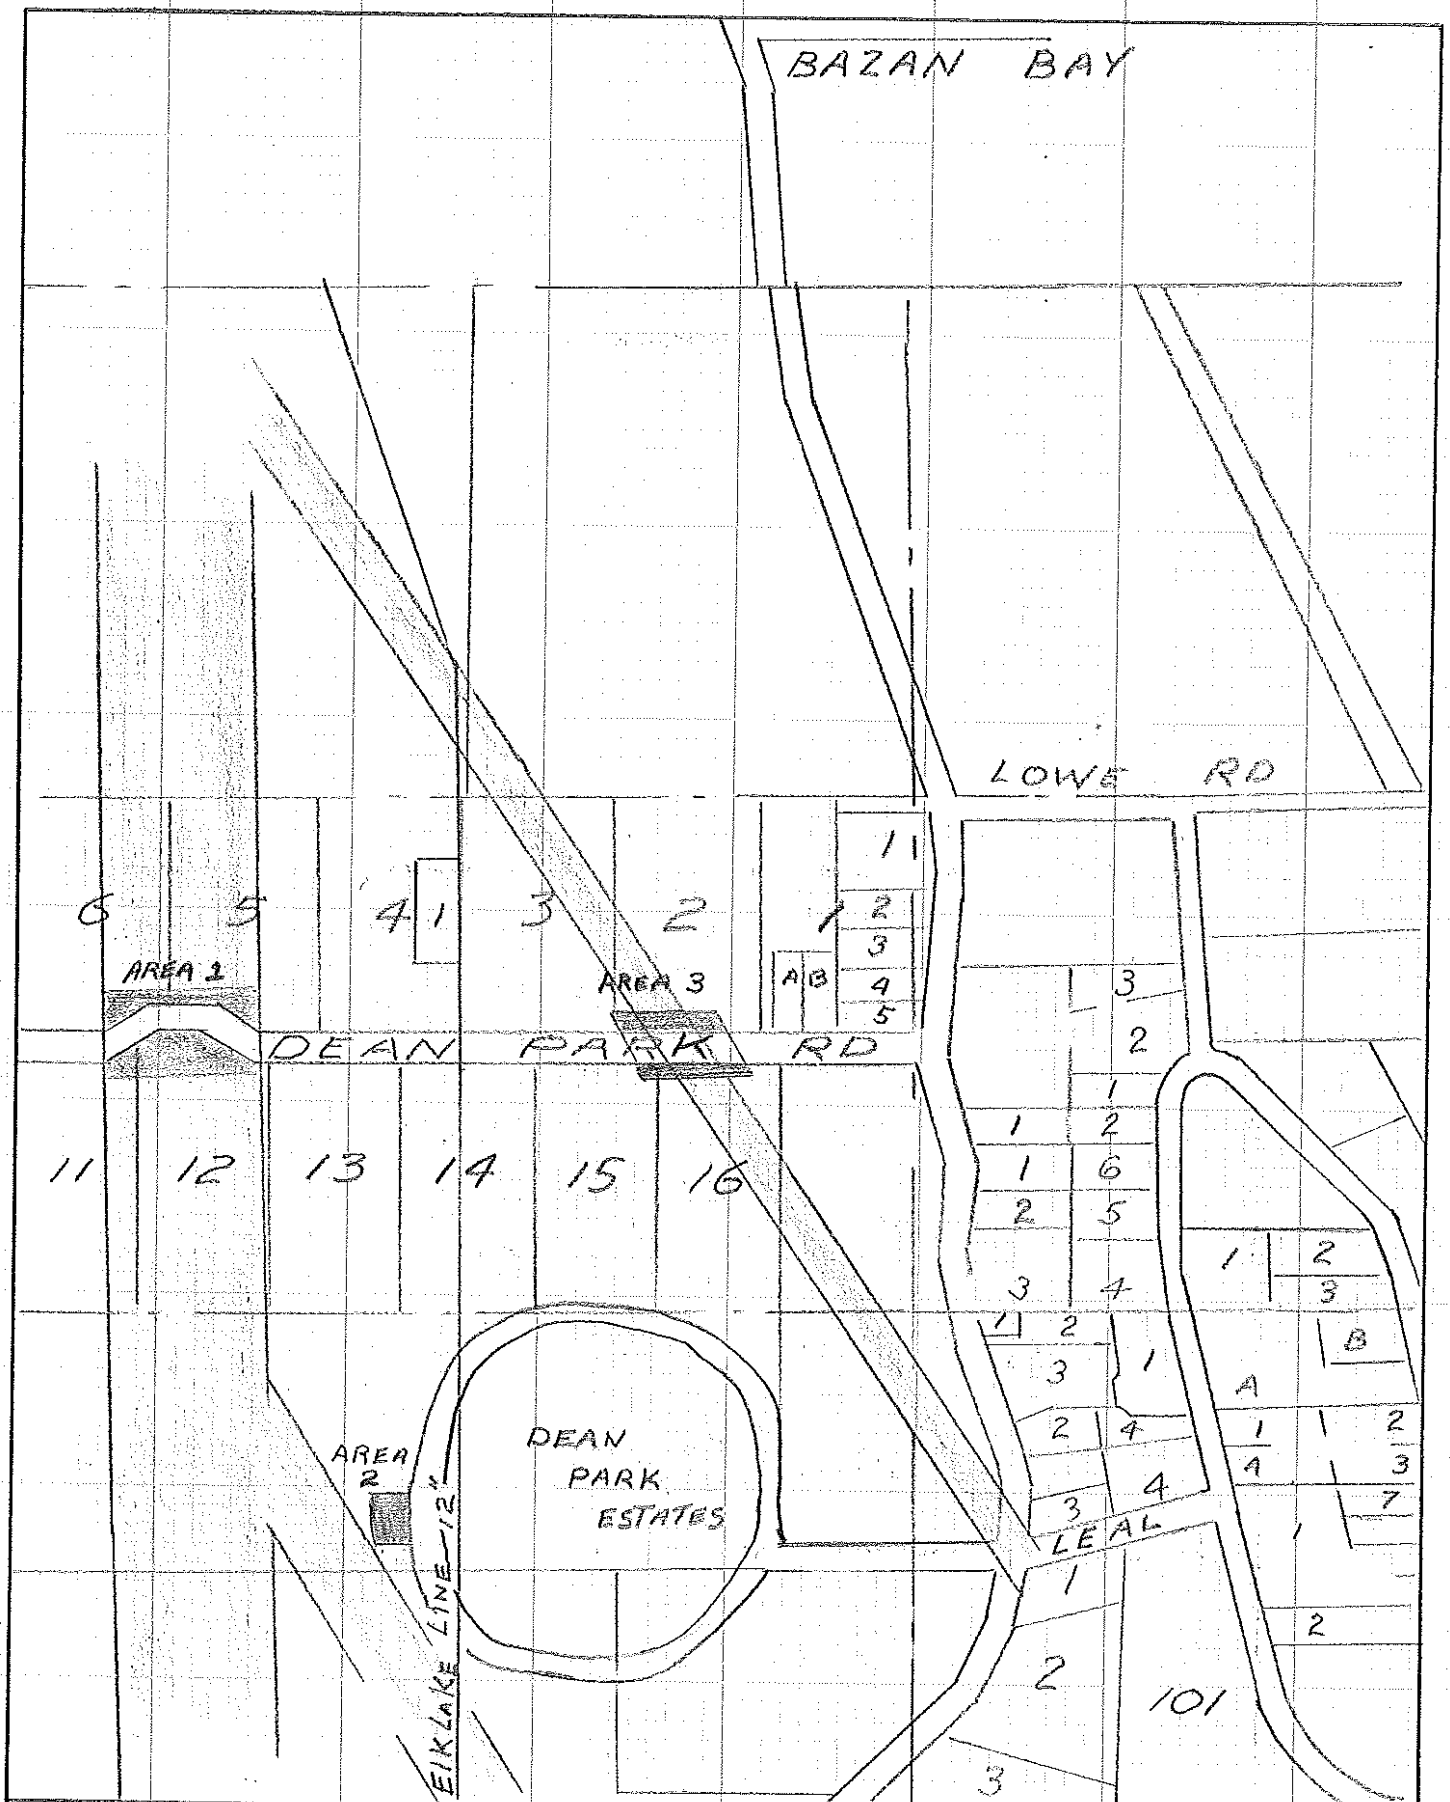 BAZAN BAY
LOWE RD
1
6 5 4 1 3 2 1 2
3
AREA 1 AREA 3 A B 4
5
3
2
DEAN PARK RD
1
1 2
11 12 13 14 15 16 1 6
2 5
1 2
3 4 3
1 2
B
3 1
A
2 4 1 1 2
DEAN
PARK
ESTATES
AREA
2
A 3
3 4 7
LEAL
1
1
2
2
101
3
ElK LAKE LINE-12"